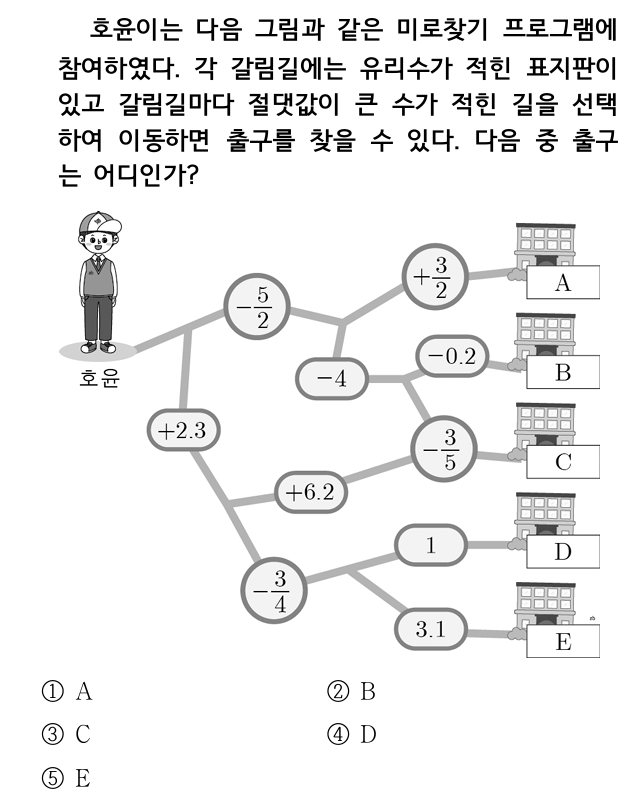 호윤이는 다음 그림과 같은 미로찾기 프로그램에
참여하였다. 각 갈림길에는 유리수가 적힌 표지판이
있고 갈림길마다 절댓값이 큰 수가 적힌 길을 선택
하여 이동하면 출구를 찾을 수 있다. 다음 중 출구
는 어디인가?
호윤
-5/2
+3/2
A
-0.2
B
-4
+2.3
-3/5
C
+6.2
1
D
-3/4
3.1
E
① A
② B
③ C
④ D
⑤ E